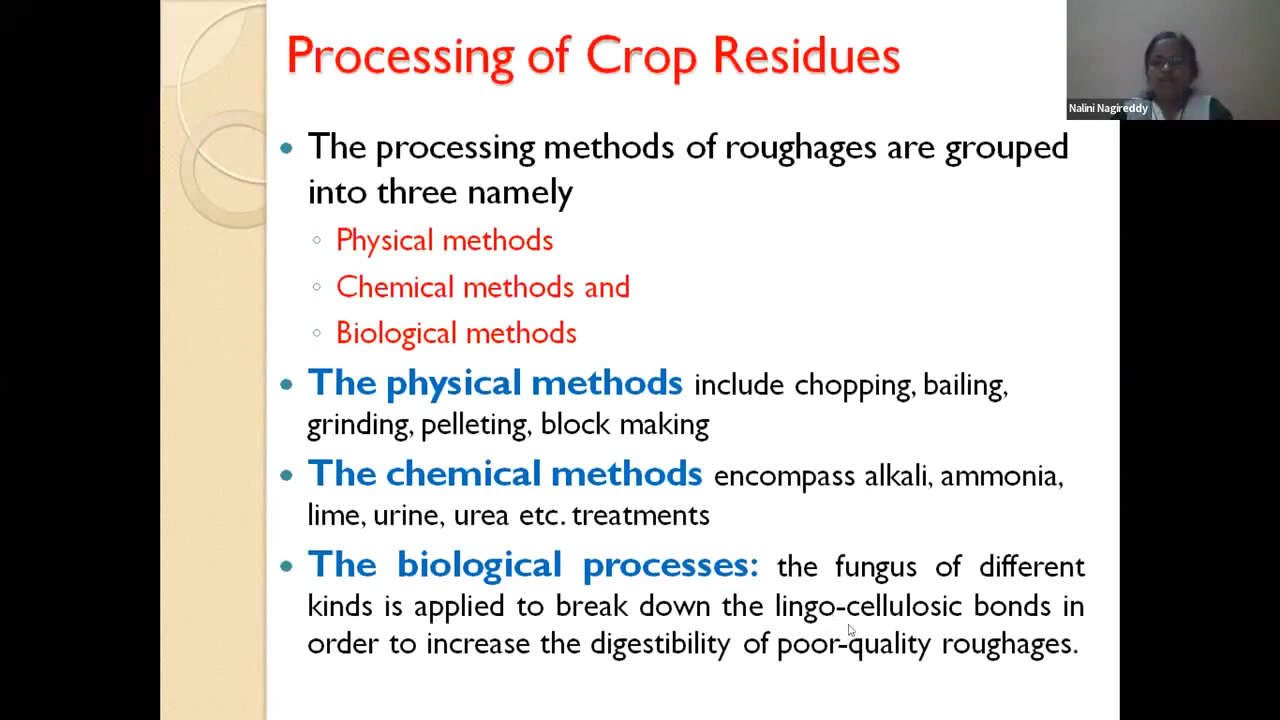 Processing of Crop Residues
Nalini Nagireddy
• The processing methods of roughages are grouped
into three namely
◦ Physical methods
◦ Chemical methods and
◦ Biological methods
• The physical methods include chopping, bailing,
grinding, pelleting, block making
• The chemical methods encompass alkali, ammonia,
lime, urine, urea etc. treatments
• The biological processes: the fungus of different
kinds is applied to break down the lingo-cellulosic bonds in
order to increase the digestibility of poor-quality roughages.